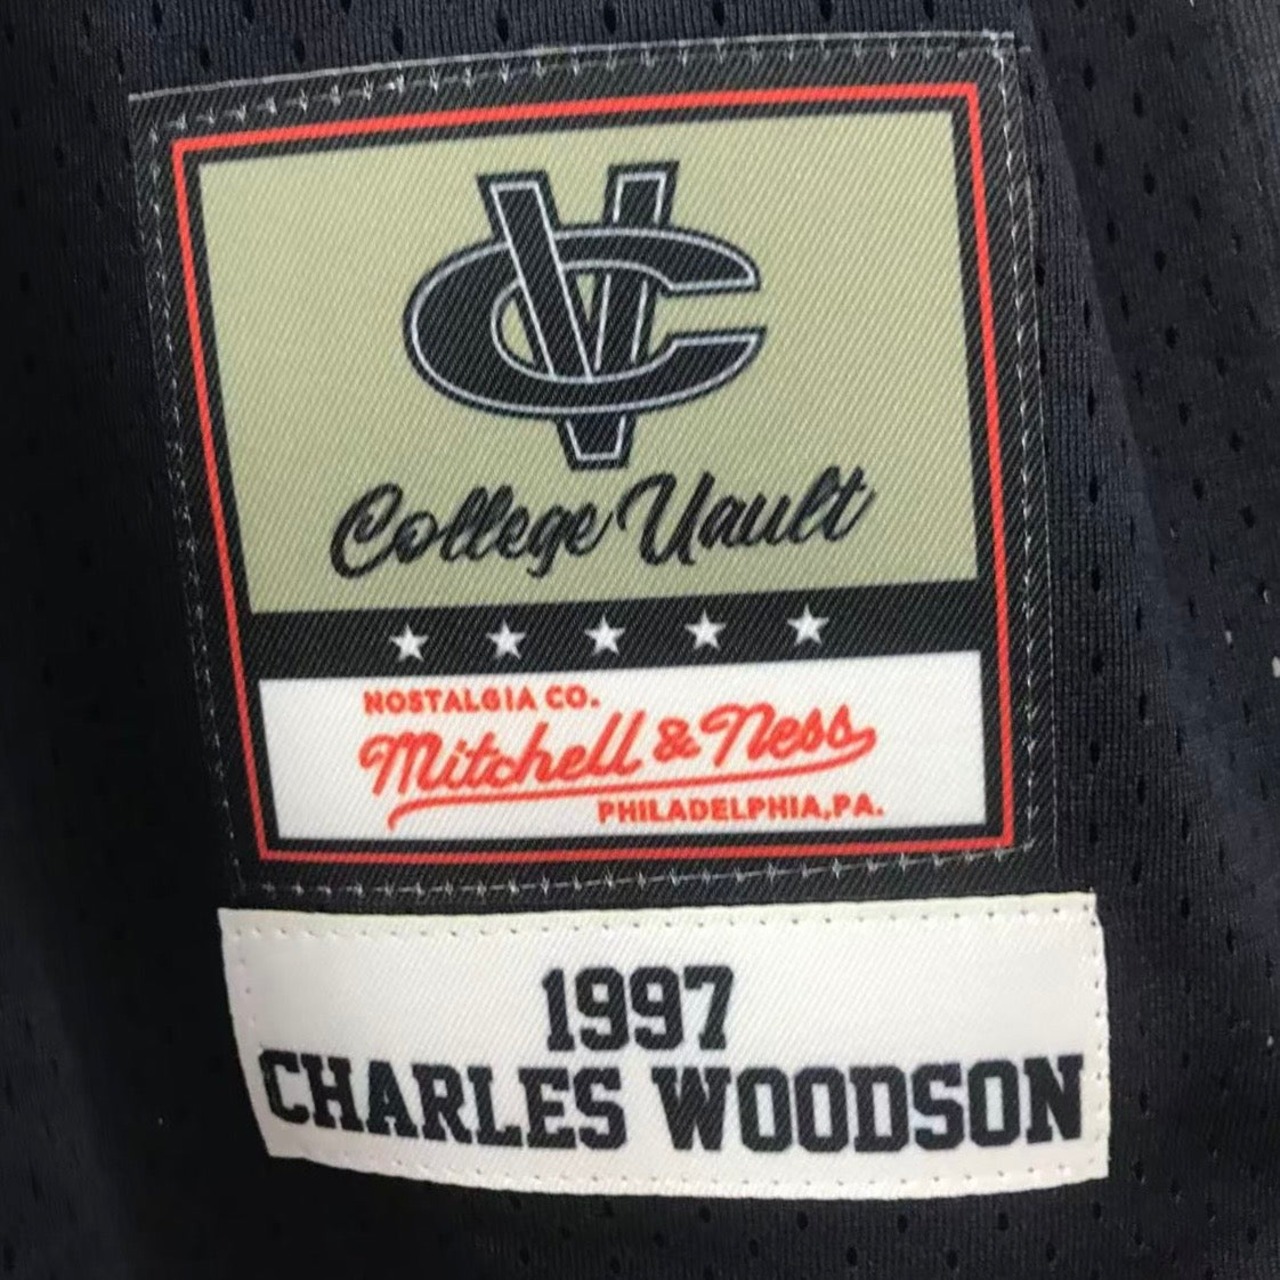 VC
College Vault
NOSTALGIA CO.
Mitchell & Ness
PHILADELPHIA, PA.
1997
CHARLES WOODSON